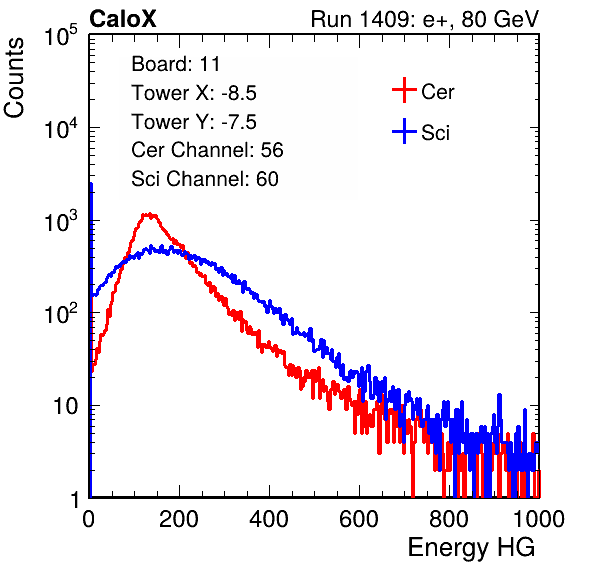 CaloX Run 1409: e+, 80 GeV
Counts
Board: 11
Tower X: -8.5
Tower Y: -7.5
Cer Channel: 56
Sci Channel: 60
Cer
Sci
10^5
10^4
10^3
10^2
10
1
0 200 400 600 800 1000
Energy HG